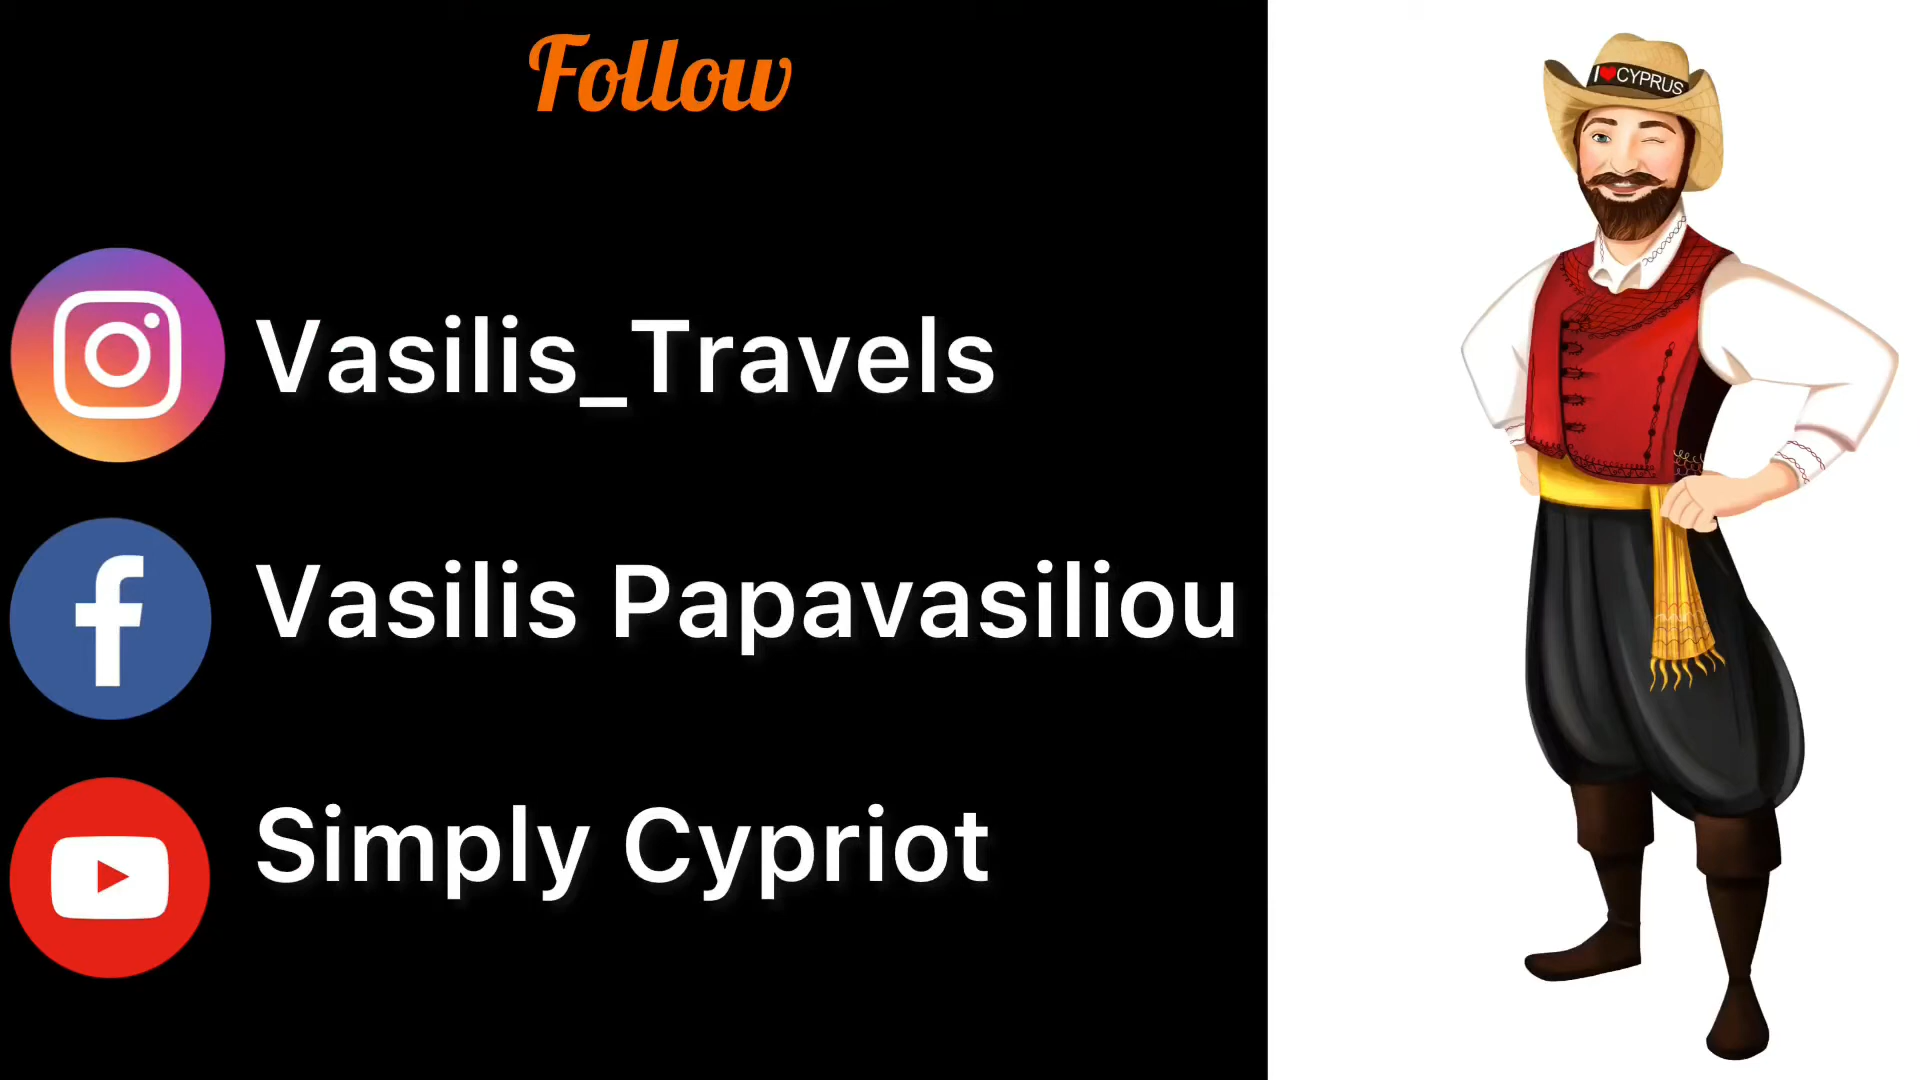 Follow
I❤CYPRUS
Vasilis_Travels
Vasilis Papavasiliou
Simply Cypriot